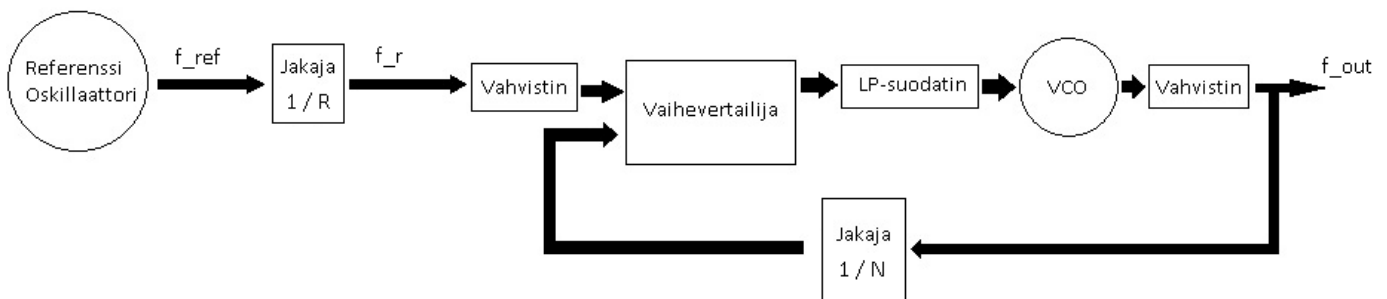 Referenssi
Oskillaattori
f_ref
Jakaja
1 / R
f_r
Vahvistin
Vaihevertailija
LP-suodatin
VCO
Vahvistin
f_out
Jakaja
1 / N